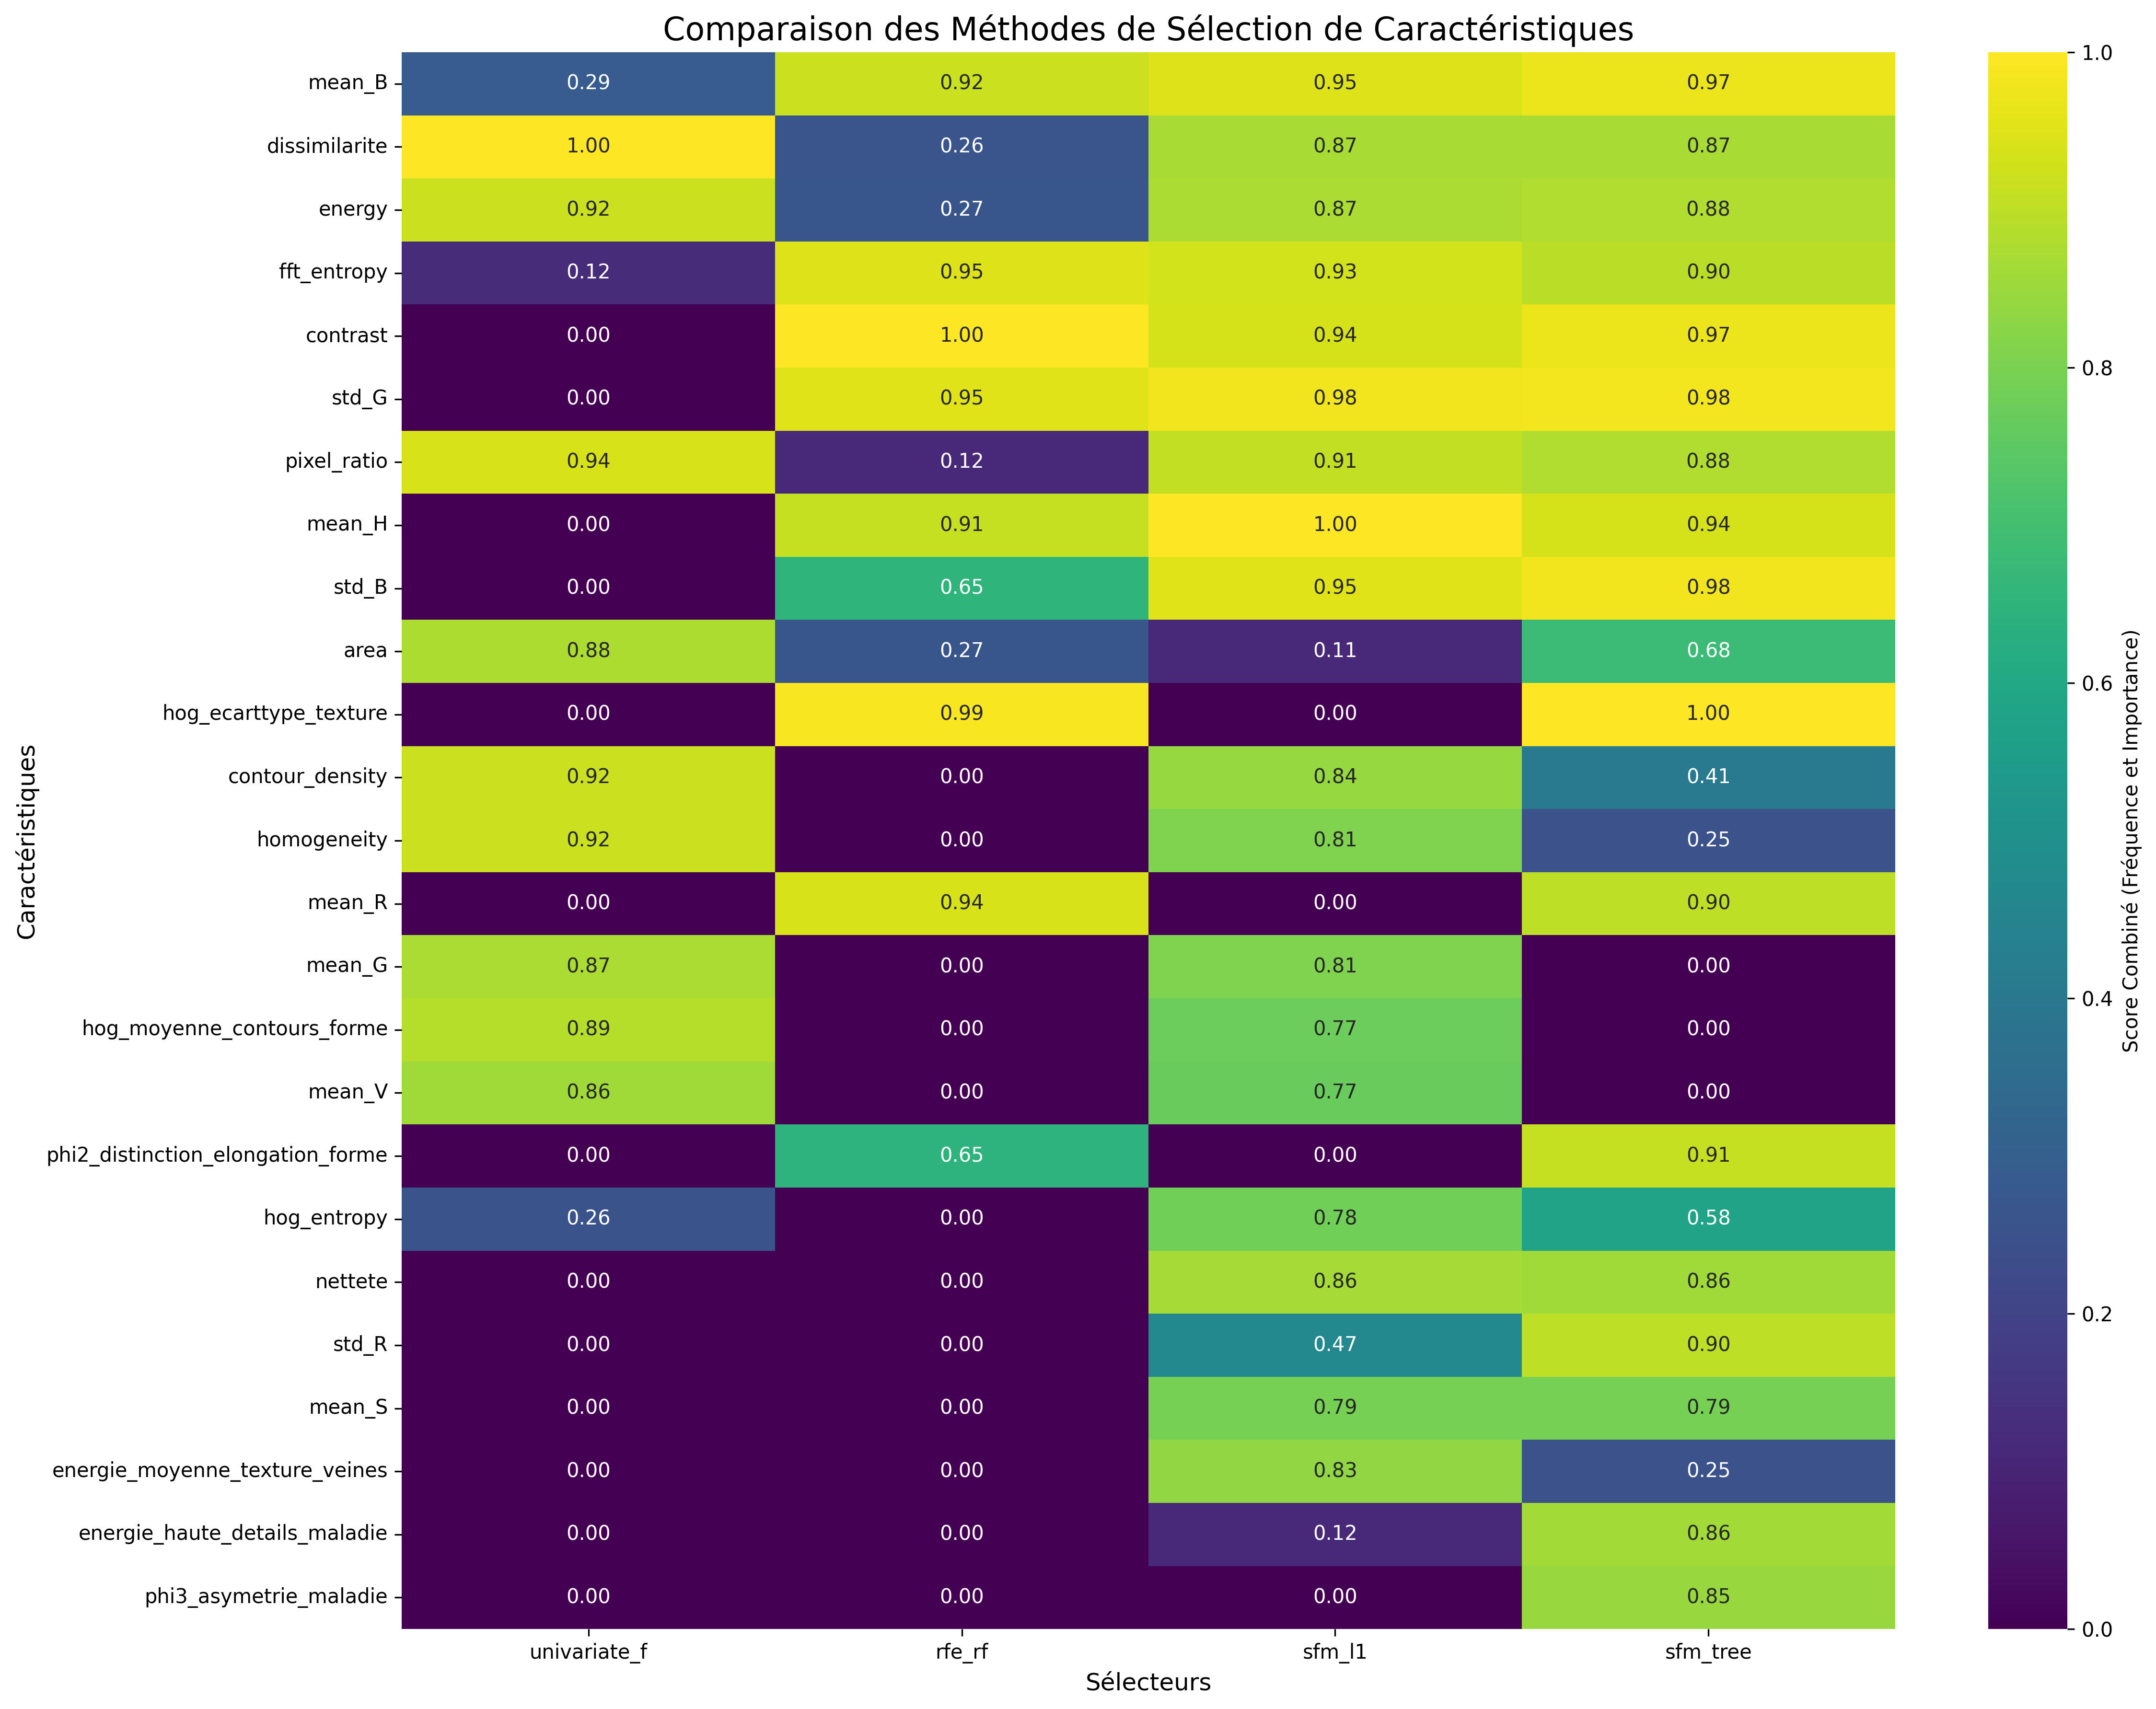 Comparaison des Méthodes de Sélection de Caractéristiques
Caractéristiques
mean_B 0.29 0.92 0.95 0.97
dissimilarite 1.00 0.26 0.87 0.87
energy 0.92 0.27 0.87 0.88
fft_entropy 0.12 0.95 0.93 0.90
contrast 0.00 1.00 0.94 0.97
std_G 0.00 0.95 0.98 0.98
pixel_ratio 0.94 0.12 0.91 0.88
mean_H 0.00 0.91 1.00 0.94
std_B 0.00 0.65 0.95 0.98
area 0.88 0.27 0.11 0.68
hog_ecarttype_texture 0.00 0.99 0.00 1.00
contour_density 0.92 0.00 0.84 0.41
homogeneity 0.92 0.00 0.81 0.25
mean_R 0.00 0.94 0.00 0.90
mean_G 0.87 0.00 0.81 0.00
hog_moyenne_contours_forme 0.89 0.00 0.77 0.00
mean_V 0.86 0.00 0.77 0.00
phi2_distinction_elongation_forme 0.00 0.65 0.00 0.91
hog_entropy 0.26 0.00 0.78 0.58
nettete 0.00 0.00 0.86 0.86
std_R 0.00 0.00 0.47 0.90
mean_S 0.00 0.00 0.79 0.79
energie_moyenne_texture_veines 0.00 0.00 0.83 0.25
energie_haute_details_maladie 0.00 0.00 0.12 0.86
phi3_asymetrie_maladie 0.00 0.00 0.00 0.85
univariate_f rfe_rf sfm_l1 sfm_tree
Sélecteurs
1.0
0.8
0.6
0.4
0.2
0.0
Score Combiné (Fréquence et Importance)